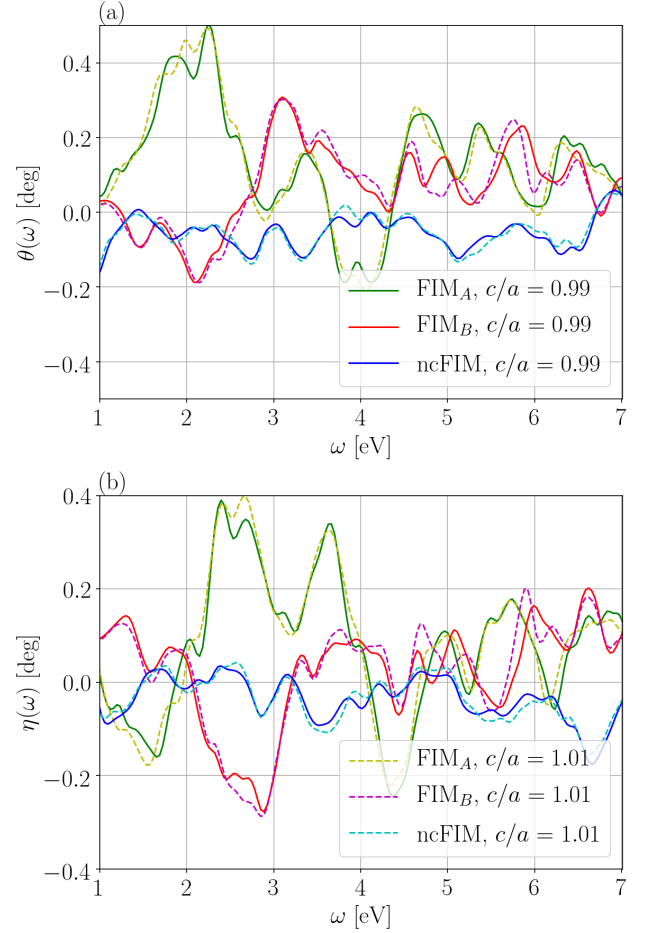 (a)
θ(ω) [deg]
0.4
0.2
0.0
−0.2
−0.4
FIM_A, c/a = 0.99
FIM_B, c/a = 0.99
ncFIM, c/a = 0.99
1 2 3 4 5 6 7
ω [eV]
(b)
η(ω) [deg]
0.4
0.2
0.0
−0.2
−0.4
FIM_A, c/a = 1.01
FIM_B, c/a = 1.01
ncFIM, c/a = 1.01
1 2 3 4 5 6 7
ω [eV]